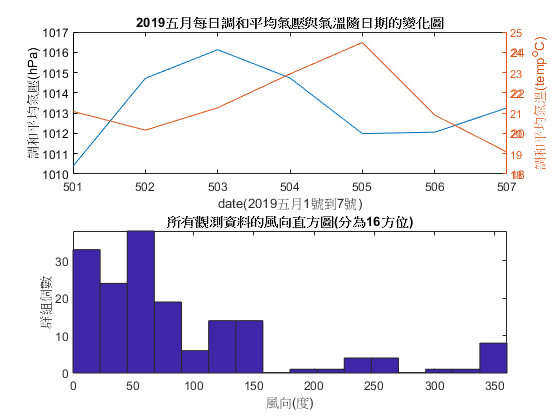 2019五月每日調和平均氣壓與氣溫隨日期的變化圖
調和平均氣壓(hPa)
1017
1016
1015
1014
1013
1012
1011
1010
25
24
23
22
21
20
19
18
調和平均氣溫(temp°C)
501 502 503 504 505 506 507
date(2019五月1號到7號)
所有觀測資料的風向直方圖(分為16方位)
群組個數
30
20
10
0
0 50 100 150 200 250 300 350
風向(度)